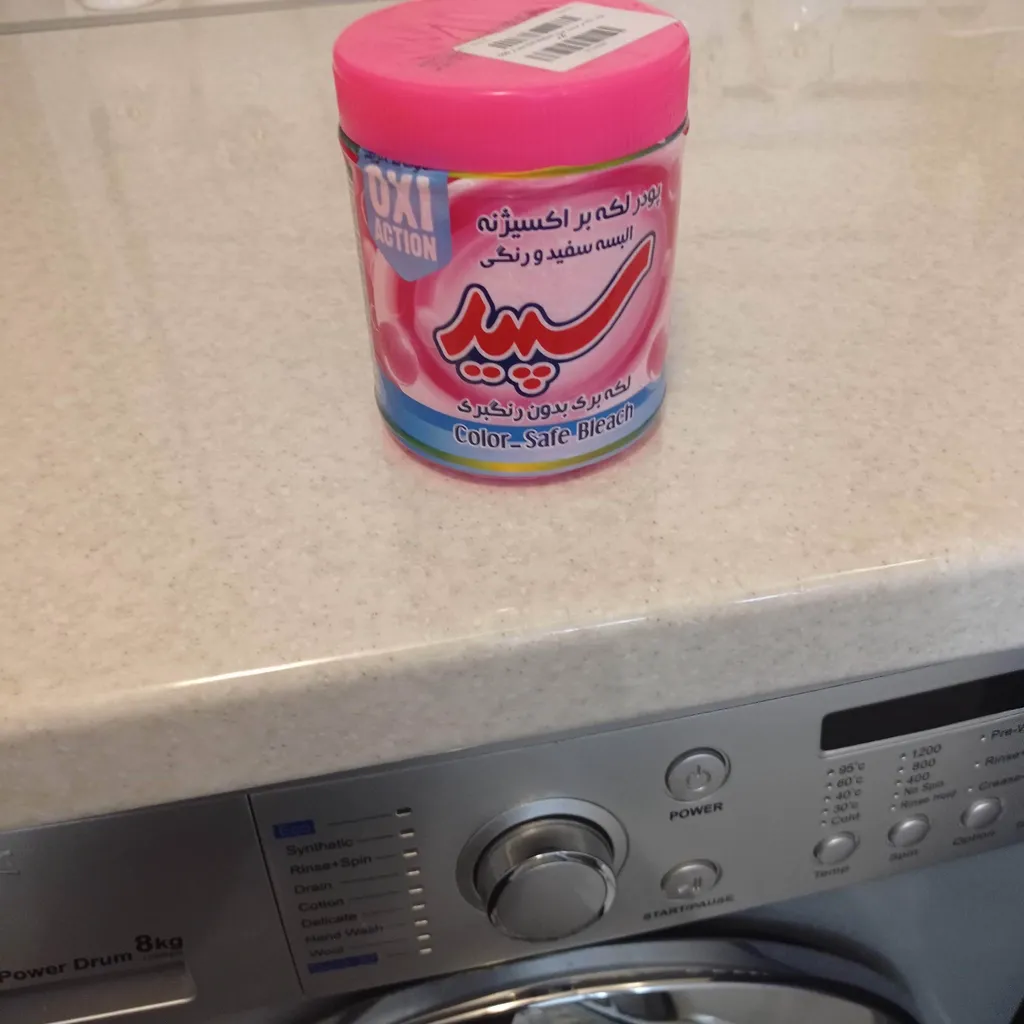 OXI
ACTION
پودر لکه بر اکسیژنه
البسه سفید و رنگی
سپید
لکه بری بدون رنگبری
Color-Safe Bleach
POWER
START/PAUSE
Synthetic
Rinse+Spin
Drain
Cotton
Delicate
Hand Wash
Wool
Power Drum 8kg
95°c
60°c
40°c
30°c
Cold
Temp
1200
800
400
No Spin
Rinse Hold
Spin
Option